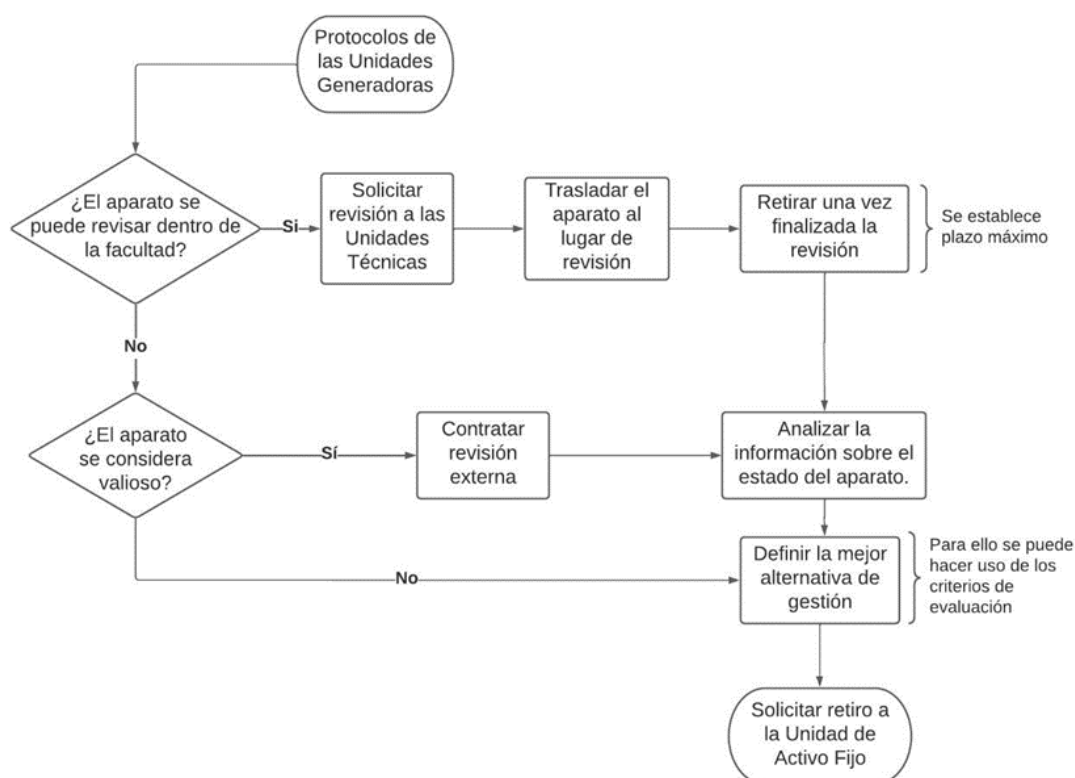 Protocolos de
las Unidades
Generadoras
¿El aparato se
puede revisar dentro de
la facultad?
Si
Solicitar
revisión a las
Unidades
Técnicas
Trasladar el
aparato al
lugar de
revisión
Retirar una vez
finalizada la
revisión
Se establece
plazo máximo
No
¿El aparato
se considera
valioso?
Sí
Contratar
revisión
externa
Analizar la
información sobre el
estado del aparato.
No
Definir la mejor
alternativa de
gestión
Para ello se puede
hacer uso de los
criterios de
evaluación
Solicitar retiro a
la Unidad de
Activo Fijo